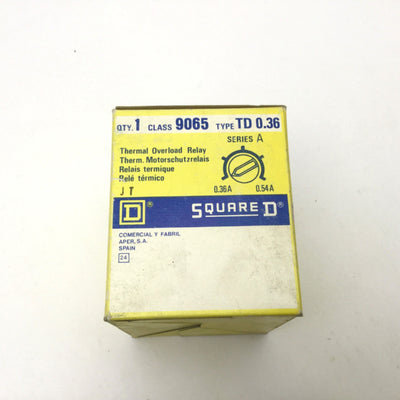 QTY. 1 CLASS 9065 TYPE TD 0.36
SERIES A
Thermal Overload Relay
Therm. Motorschutzrelais
Relais termique
Relé térmico
J T
0.36A 0.54A
D ® SQUARE D ®
COMERCIAL Y FABRIL
APER, S.A.
SPAIN
24